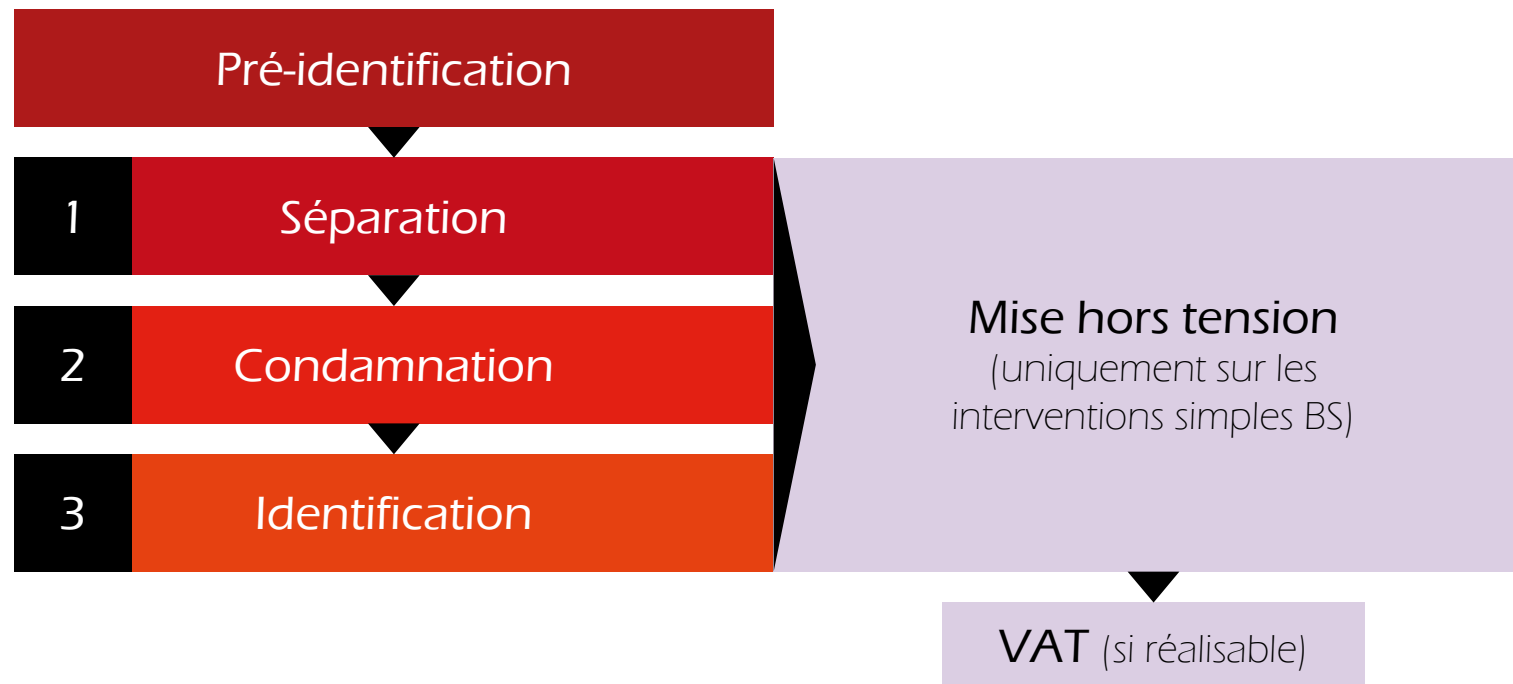 Pré-identification
1 Séparation
2 Condamnation
3 Identification
Mise hors tension
(uniquement sur les
interventions simples BS)
VAT (si réalisable)